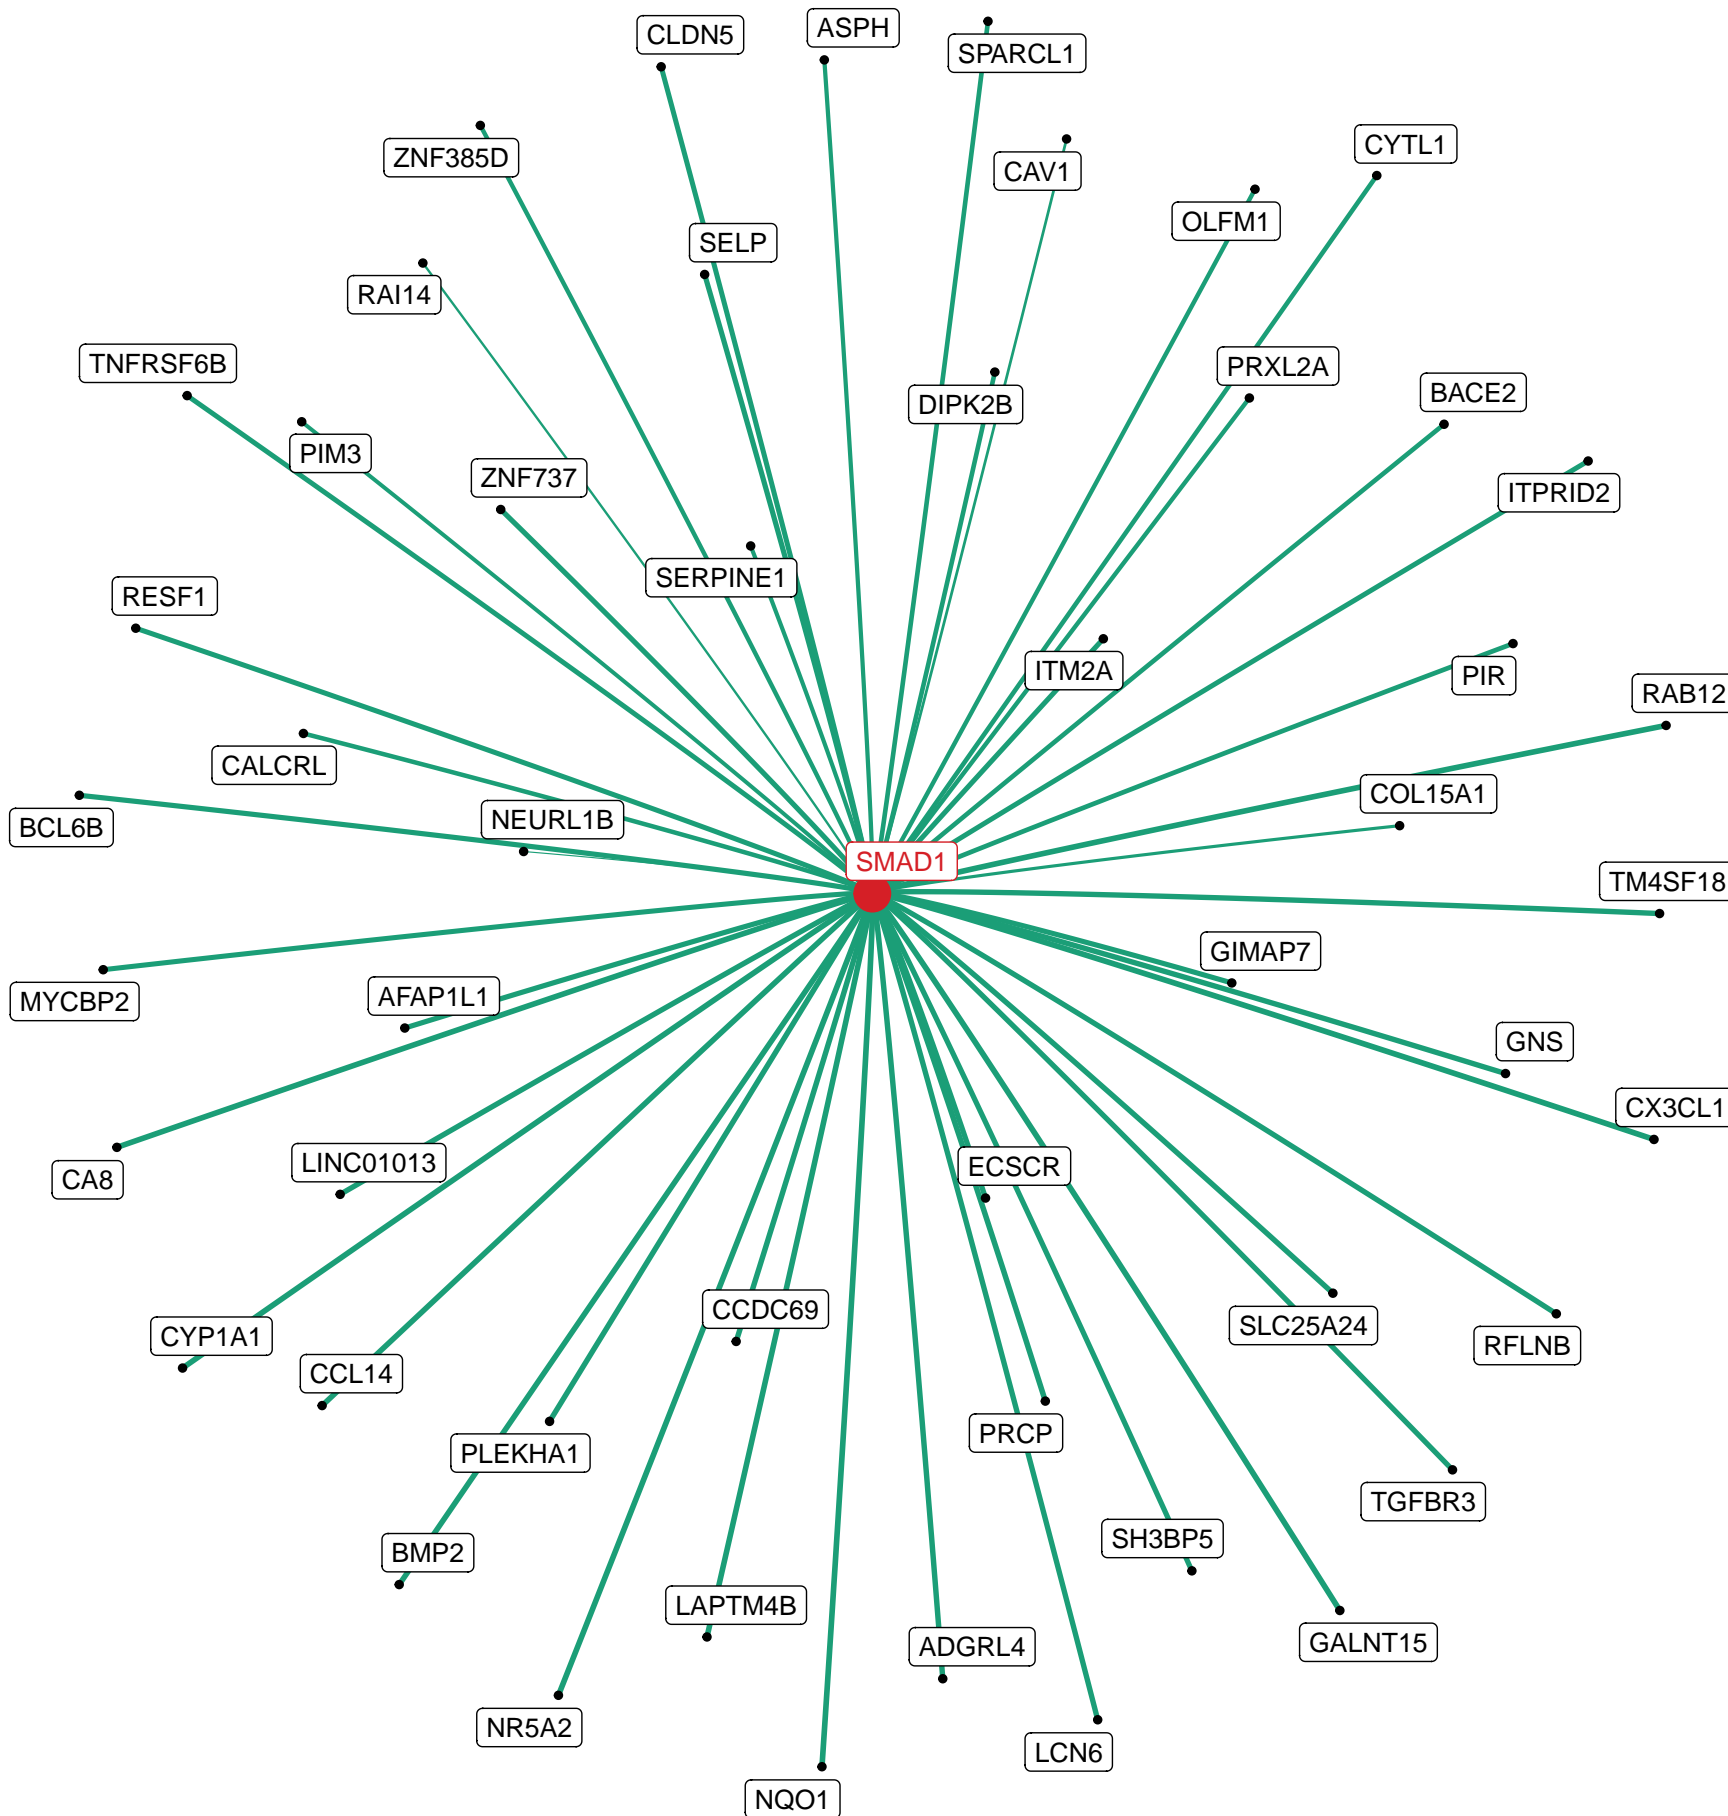 ASPH
CLDN5
SPARCL1
CYTL1
ZNF385D
CAV1
OLFM1
SELP
RAI14
TNFRSF6B
PRXL2A
BACE2
DIPK2B
PIM3
ZNF737
ITPRID2
SERPINE1
RESF1
ITM2A
PIR
RAB12
CALCRL
COL15A1
NEURL1B
BCL6B
SMAD1
TM4SF18
GIMAP7
AFAP1L1
MYCBP2
GNS
CX3CL1
LINC01013
ECSCR
CA8
CCDC69
SLC25A24
CYP1A1
RFLNB
CCL14
PRCP
PLEKHA1
TGFBR3
SH3BP5
BMP2
LAPTM4B
GALNT15
ADGRL4
NR5A2
LCN6
NQO1